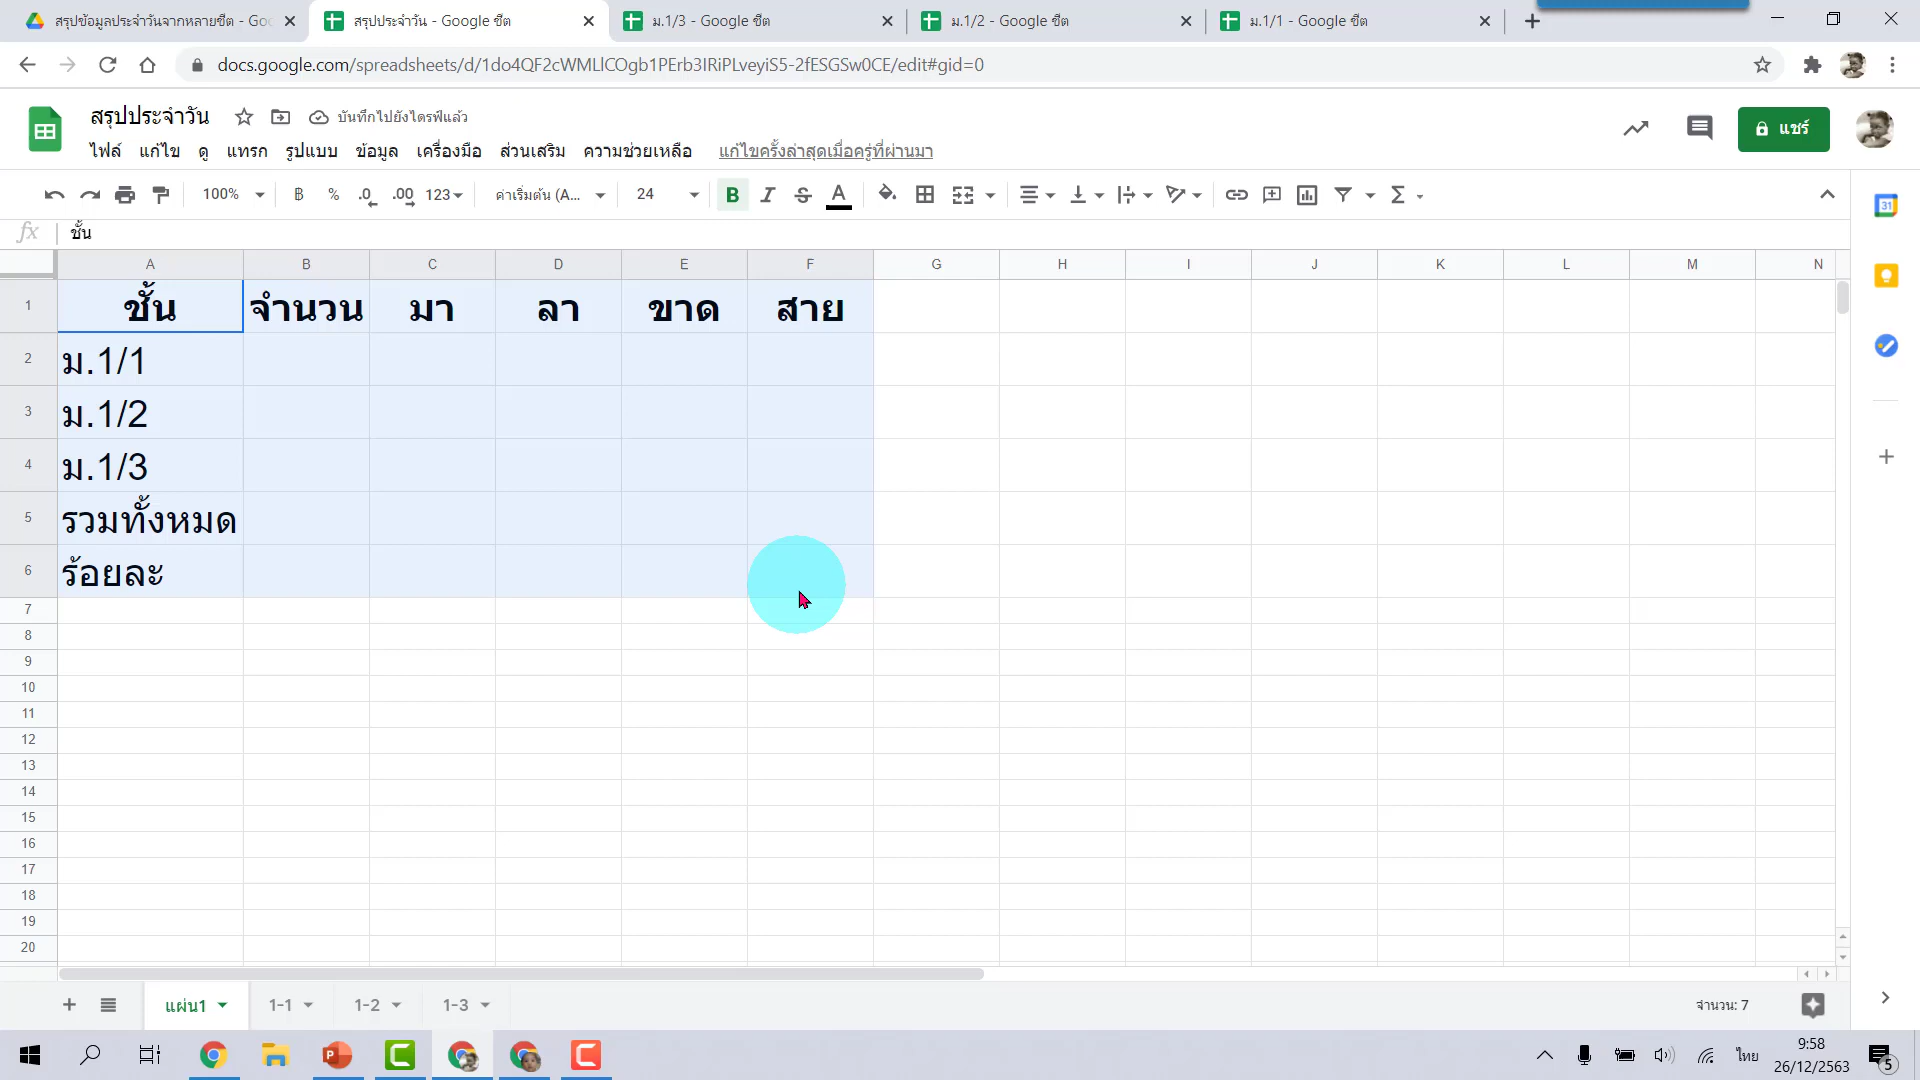 สรุปข้อมูลประจำวันจากหลายชีต - Goo
สรุปประจำวัน - Google ชีต
ม.1/3 - Google ชีต
ม.1/2 - Google ชีต
ม.1/1 - Google ชีต
docs.google.com/spreadsheets/d/1do4QF2cWMLlCOgb1PErb3IRiPLveyiS5-2fESGSw0CE/edit#gid=0
สรุปประจำวัน
บันทึกไปยังไดรฟ์แล้ว
ไฟล์ แก้ไข ดู แทรก รูปแบบ ข้อมูล เครื่องมือ ส่วนเสริม ความช่วยเหลือ แก้ไขครั้งล่าสุดเมื่อครู่ที่ผ่านมา
แชร์
100% ฿ % .0 .00 123 ค่าเริ่มต้น (A... 24 B I S A Σ
fx ชั้น
A B C D E F G H I J K L M N
1 ชั้น จำนวน มา ลา ขาด สาย
2 ม.1/1
3 ม.1/2
4 ม.1/3
5 รวมทั้งหมด
6 ร้อยละ
7
8
9
10
11
12
13
14
15
16
17
18
19
20
แผ่น1 1-1 1-2 1-3
จำนวน: 7
31
ไทย
9:58
26/12/2563
5